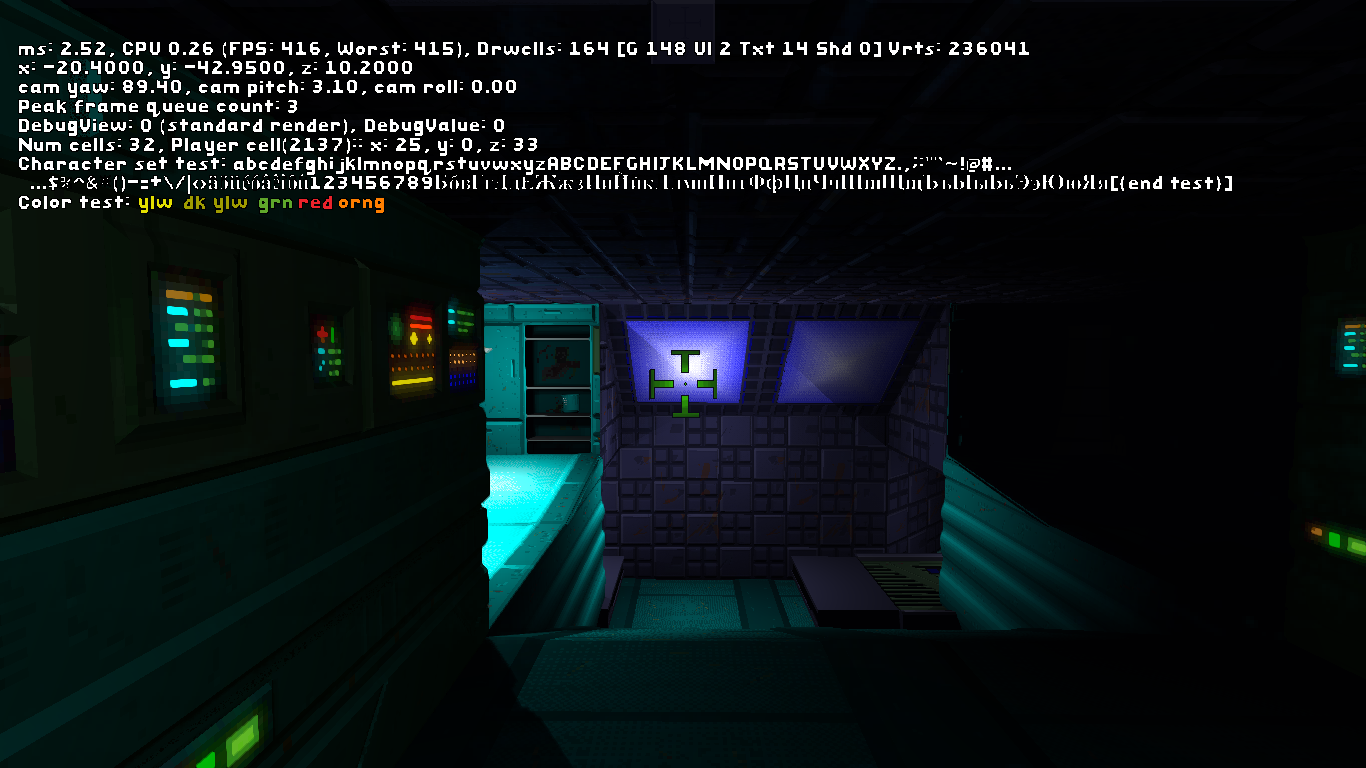 ms: 2.52, CPU 0.26 (FPS: 416, Worst: 415), Drwclls: 164 [G 148 UI 2 Txt 14 Shd 0] Vrts: 236041
x: -20.4000, y: -42.9500, z: 10.2000
cam yaw: 89.40, cam pitch: 3.10, cam roll: 0.00
Peak frame queue count: 3
DebugView: 0 (standard render), DebugValue: 0
Num cells: 32, Player cell(2137): x: 25, y: 0, z: 33
Character set test: abcdefghijklmnopqrstuvwxyzABCDEFGHIJKLMNOPQRSTUVWXYZ.,;:'"~!@#...
123456789 [(end test)]
Color test: ylw dk ylw grn red orng